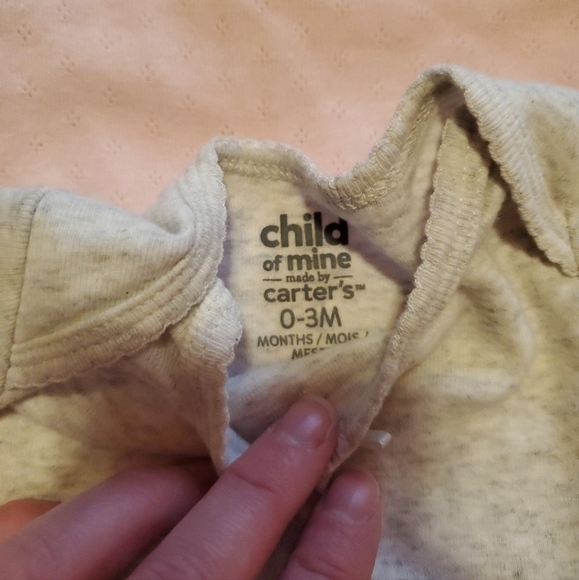 child
of mine
made by
carter's™
0-3M
MONTHS / MOIS /